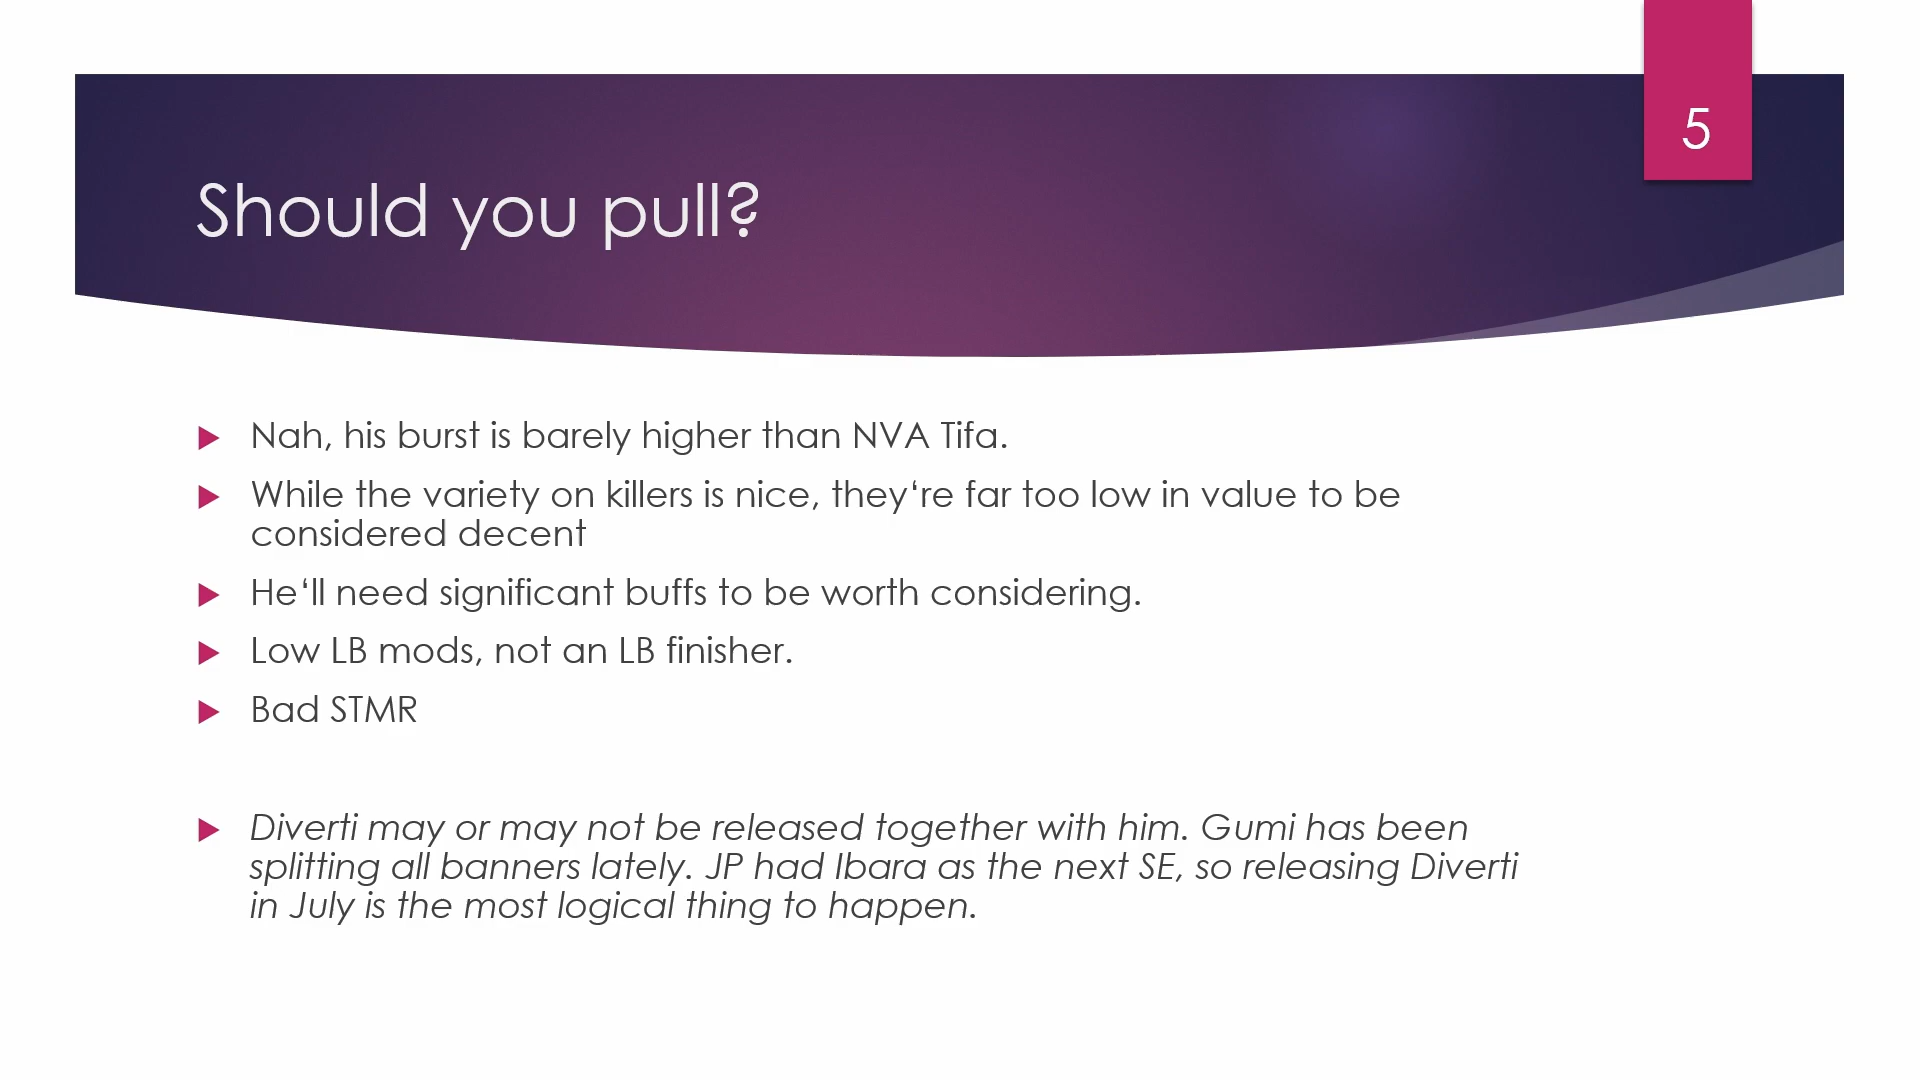 5
Should you pull?
Nah, his burst is barely higher than NVA Tifa.
While the variety on killers is nice, they‘re far too low in value to be
considered decent
He‘ll need significant buffs to be worth considering.
Low LB mods, not an LB finisher.
Bad STMR
Diverti may or may not be released together with him. Gumi has been
splitting all banners lately. JP had Ibara as the next SE, so releasing Diverti
in July is the most logical thing to happen.